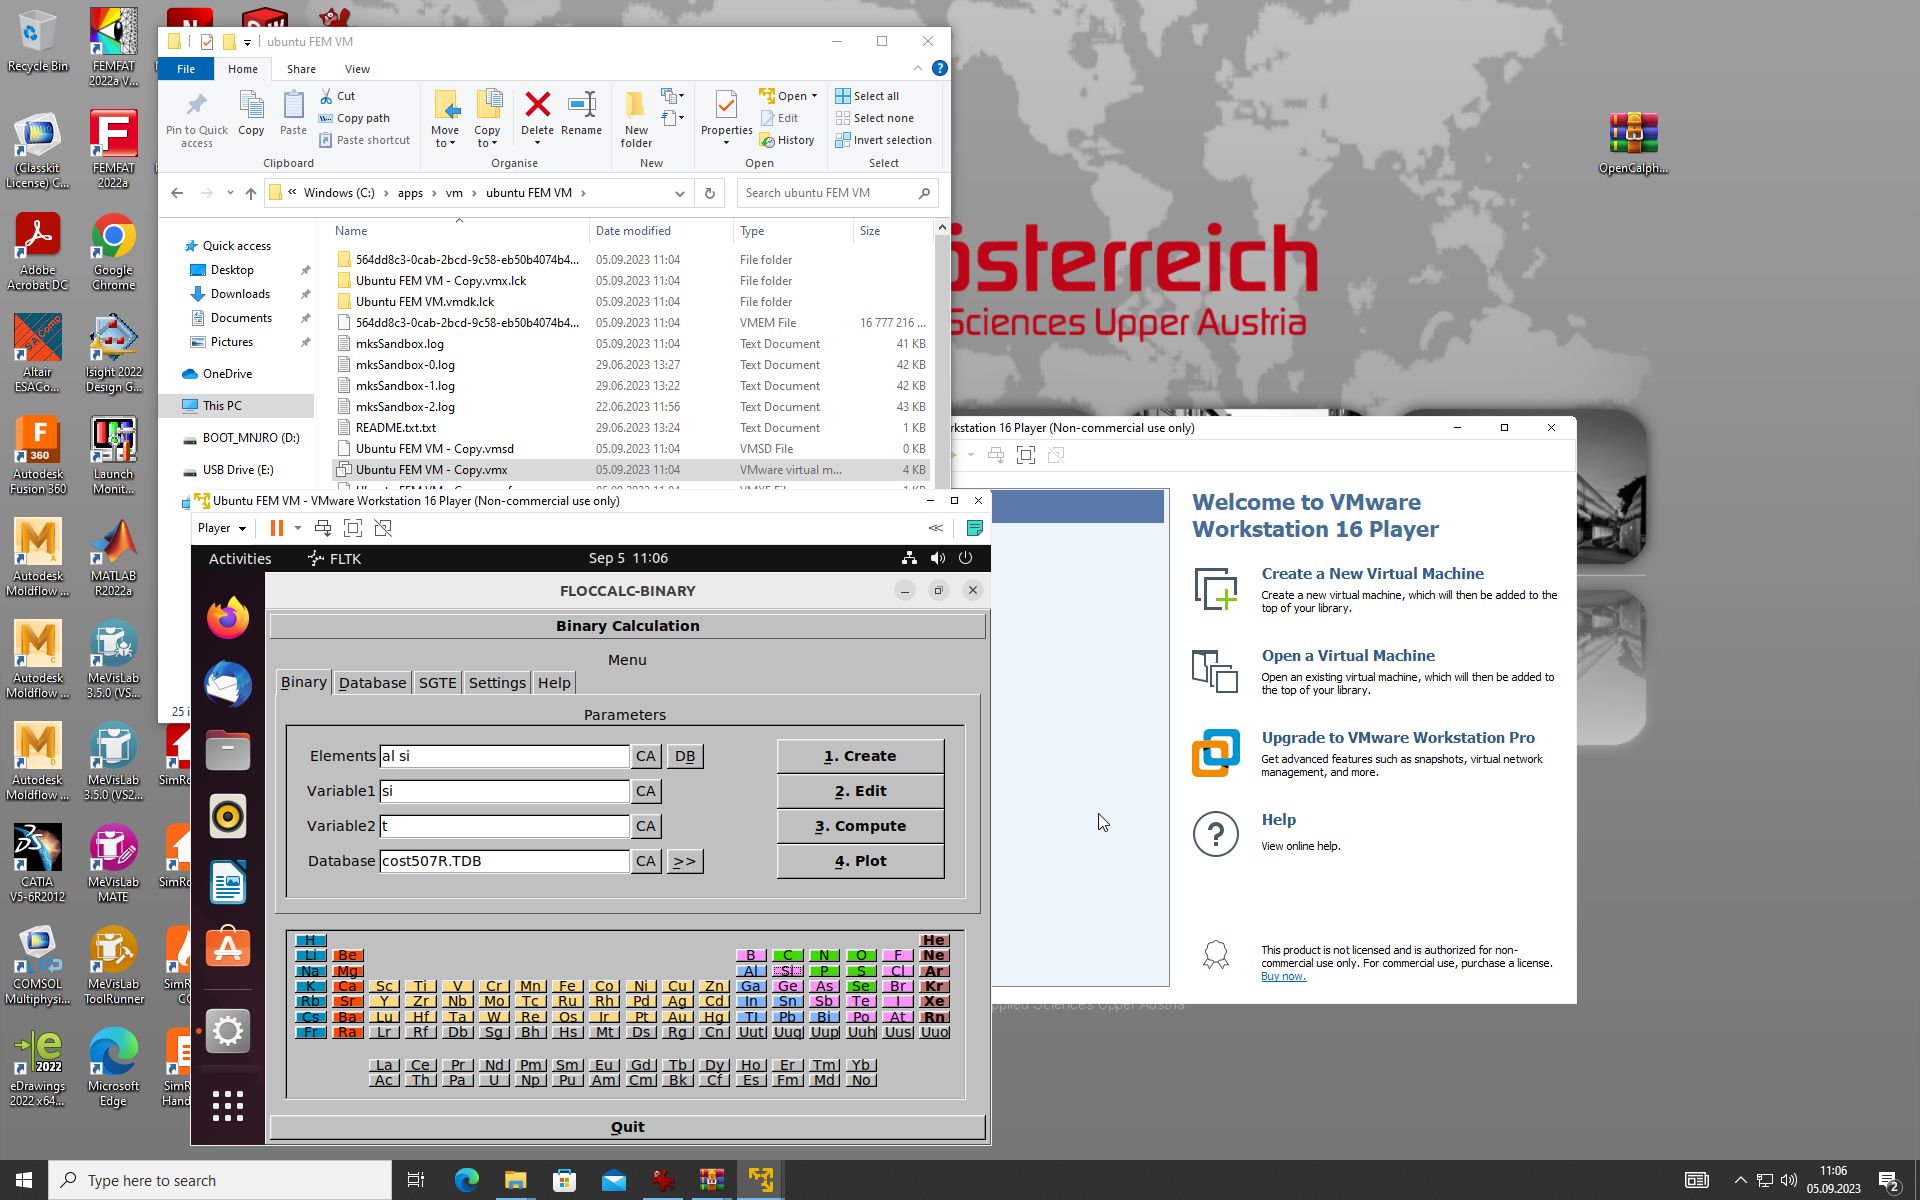 Recycle Bin
FEMFAT 2022a V...
(Classkit License) C...
FEMFAT 2022a
Adobe Acrobat DC
Google Chrome
Altair ESACo...
Isight 2022 Design G...
Autodesk Fusion 360
Launch Monit...
Autodesk Moldflow ...
MATLAB R2022a
Autodesk Moldflow ...
MeVisLab 3.5.0 (VS...
Autodesk Moldflow ...
MeVisLab 3.5.0 (VS2...
SimRo
CATIA V5-6R2012
MeVisLab MATE
SimRo
COMSOL Multiphysi...
MeVisLab ToolRunner
SimR
CO
eDrawings 2022 x64...
Microsoft Edge
SimR
Hand
OpenCalph...
österreich
Sciences Upper Austria
ubuntu FEM VM
File Home Share View
Pin to Quick access
Copy
Paste
Cut
Copy path
Paste shortcut
Move to
Copy to
Delete
Rename
New folder
Properties
Open
Edit
History
Select all
Select none
Invert selection
Clipboard Organise New Open Select
« Windows (C:) › apps › vm › ubuntu FEM VM ›
Search ubuntu FEM VM
Quick access
Desktop
Downloads
Documents
Pictures
OneDrive
This PC
BOOT_MNJRO (D:)
USB Drive (E:)
25 i
Name Date modified Type Size
564dd8c3-0cab-2bcd-9c58-eb50b4074b4... 05.09.2023 11:04 File folder
Ubuntu FEM VM - Copy.vmx.lck 05.09.2023 11:04 File folder
Ubuntu FEM VM.vmdk.lck 05.09.2023 11:04 File folder
564dd8c3-0cab-2bcd-9c58-eb50b4074b4... 05.09.2023 11:04 VMEM File 16 777 216 ...
mksSandbox.log 05.09.2023 11:04 Text Document 41 KB
mksSandbox-0.log 29.06.2023 13:27 Text Document 42 KB
mksSandbox-1.log 29.06.2023 13:22 Text Document 42 KB
mksSandbox-2.log 22.06.2023 11:56 Text Document 43 KB
README.txt.txt 29.06.2023 13:24 Text Document 1 KB
Ubuntu FEM VM - Copy.vmsd 05.09.2023 11:04 VMSD File 0 KB
Ubuntu FEM VM - Copy.vmx 05.09.2023 11:04 VMware virtual m... 4 KB
rkstation 16 Player (Non-commercial use only)
Welcome to VMware
Workstation 16 Player
Create a New Virtual Machine
Create a new virtual machine, which will then be added to the
top of your library.
Open a Virtual Machine
Open an existing virtual machine, which will then be added to
the top of your library.
Upgrade to VMware Workstation Pro
Get advanced features such as snapshots, virtual network
management, and more.
Help
View online help.
This product is not licensed and is authorized for non-
commercial use only. For commercial use, purchase a license.
Buy now.
pplied Sciences Upper Austria
Ubuntu FEM VM - VMware Workstation 16 Player (Non-commercial use only)
Player
Activities FLTK Sep 5 11:06
FLOCCALC-BINARY
Binary Calculation
Menu
Binary Database SGTE Settings Help
Parameters
Elements al si CA DB 1. Create
Variable1 si CA 2. Edit
Variable2 t CA 3. Compute
Database cost507R.TDB CA >> 4. Plot
H He
Li Be B C N O F Ne
Na Mg Al Si P S Cl Ar
K Ca Sc Ti V Cr Mn Fe Co Ni Cu Zn Ga Ge As Se Br Kr
Rb Sr Y Zr Nb Mo Tc Ru Rh Pd Ag Cd In Sn Sb Te I Xe
Cs Ba Lu Hf Ta W Re Os Ir Pt Au Hg Tl Pb Bi Po At Rn
Fr Ra Lr Rf Db Sg Bh Hs Mt Ds Rg Cn Uut Uuq Uup Uuh Uus Uuo
La Ce Pr Nd Pm Sm Eu Gd Tb Dy Ho Er Tm Yb
Ac Th Pa U Np Pu Am Cm Bk Cf Es Fm Md No
Quit
Type here to search
11:06
05.09.2023
2